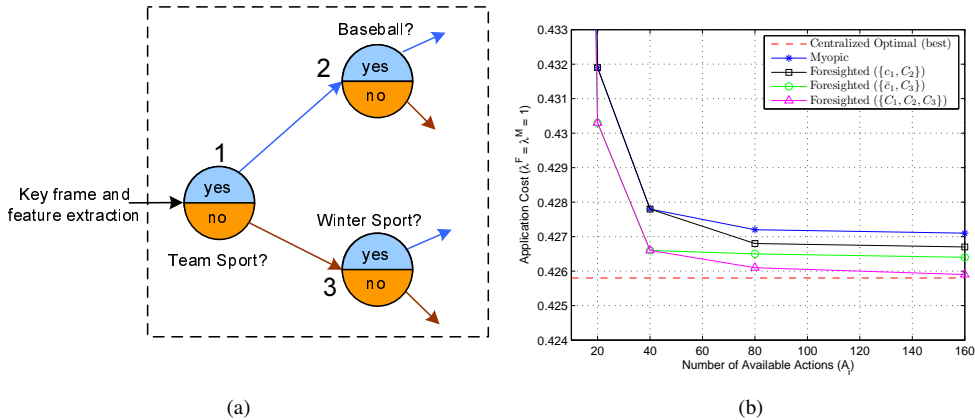 Baseball?
2
yes
no
1
yes
no
Key frame and
feature extraction
Team Sport?
Winter Sport?
yes
no
3
(a)
0.433
0.432
0.431
0.43
0.429
0.428
0.427
0.426
0.425
0.424
Application Cost (λ^F = λ^M = 1)
Centralized Optimal (best)
Myopic
Foresighted ({c₁, C₂})
Foresighted ({c̄₁, C₃})
Foresighted ({C₁, C₂, C₃})
20 40 60 80 100 120 140 160
Number of Available Actions (A_j)
(b)